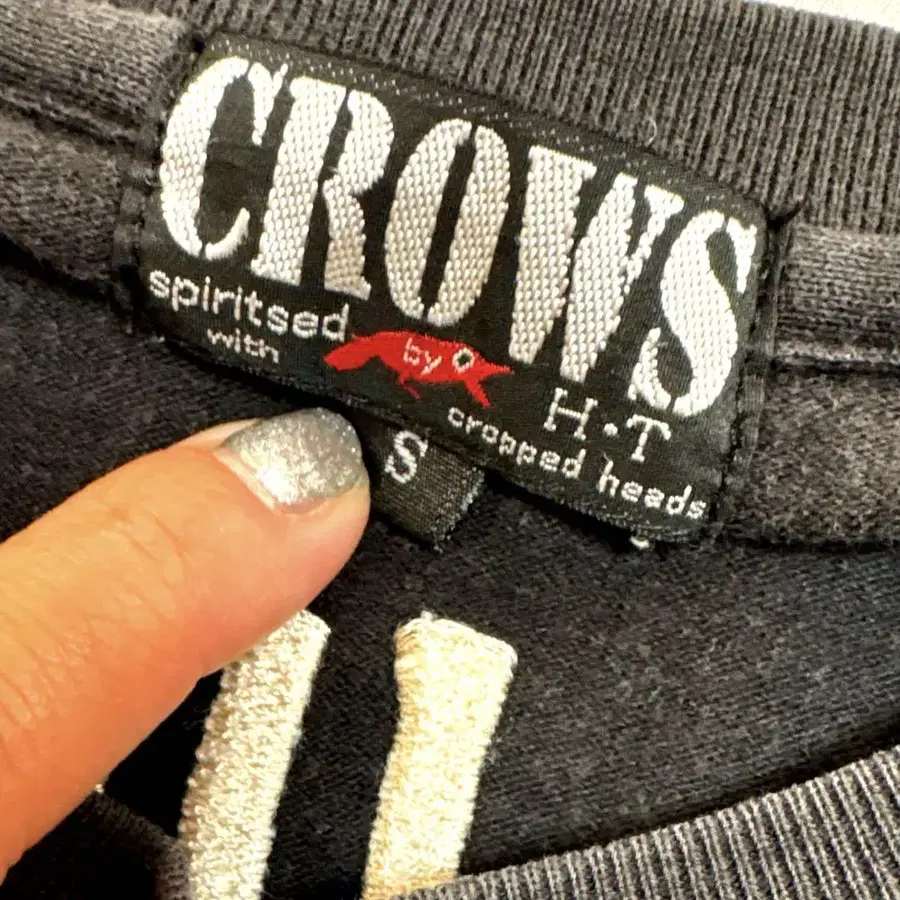 CROWS
spiritsed
with
by
H·T
cropped heads
S